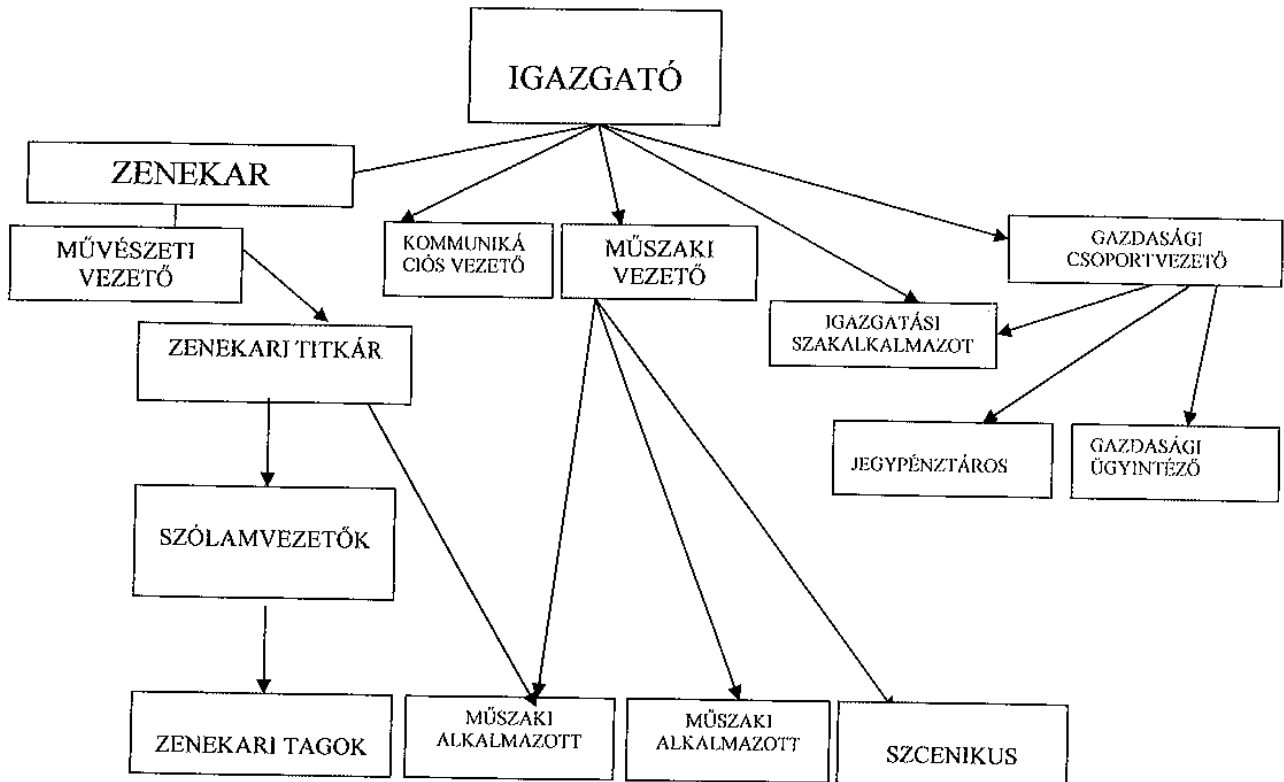 IGAZGATÓ
ZENEKAR
MŰVÉSZETI
VEZETŐ
KOMMUNIKÁ
CIÓS VEZETŐ
MŰSZAKI
VEZETŐ
GAZDASÁGI
CSOPORTVEZETŐ
ZENEKARI TITKÁR
IGAZGATÁSI
SZAKALKALMAZOT
JEGYPÉNZTÁROS
GAZDASÁGI
ÜGYINTÉZŐ
SZÓLAMVEZETŐK
ZENEKARI TAGOK
MŰSZAKI
ALKALMAZOTT
MŰSZAKI
ALKALMAZOTT
SZCENIKUS